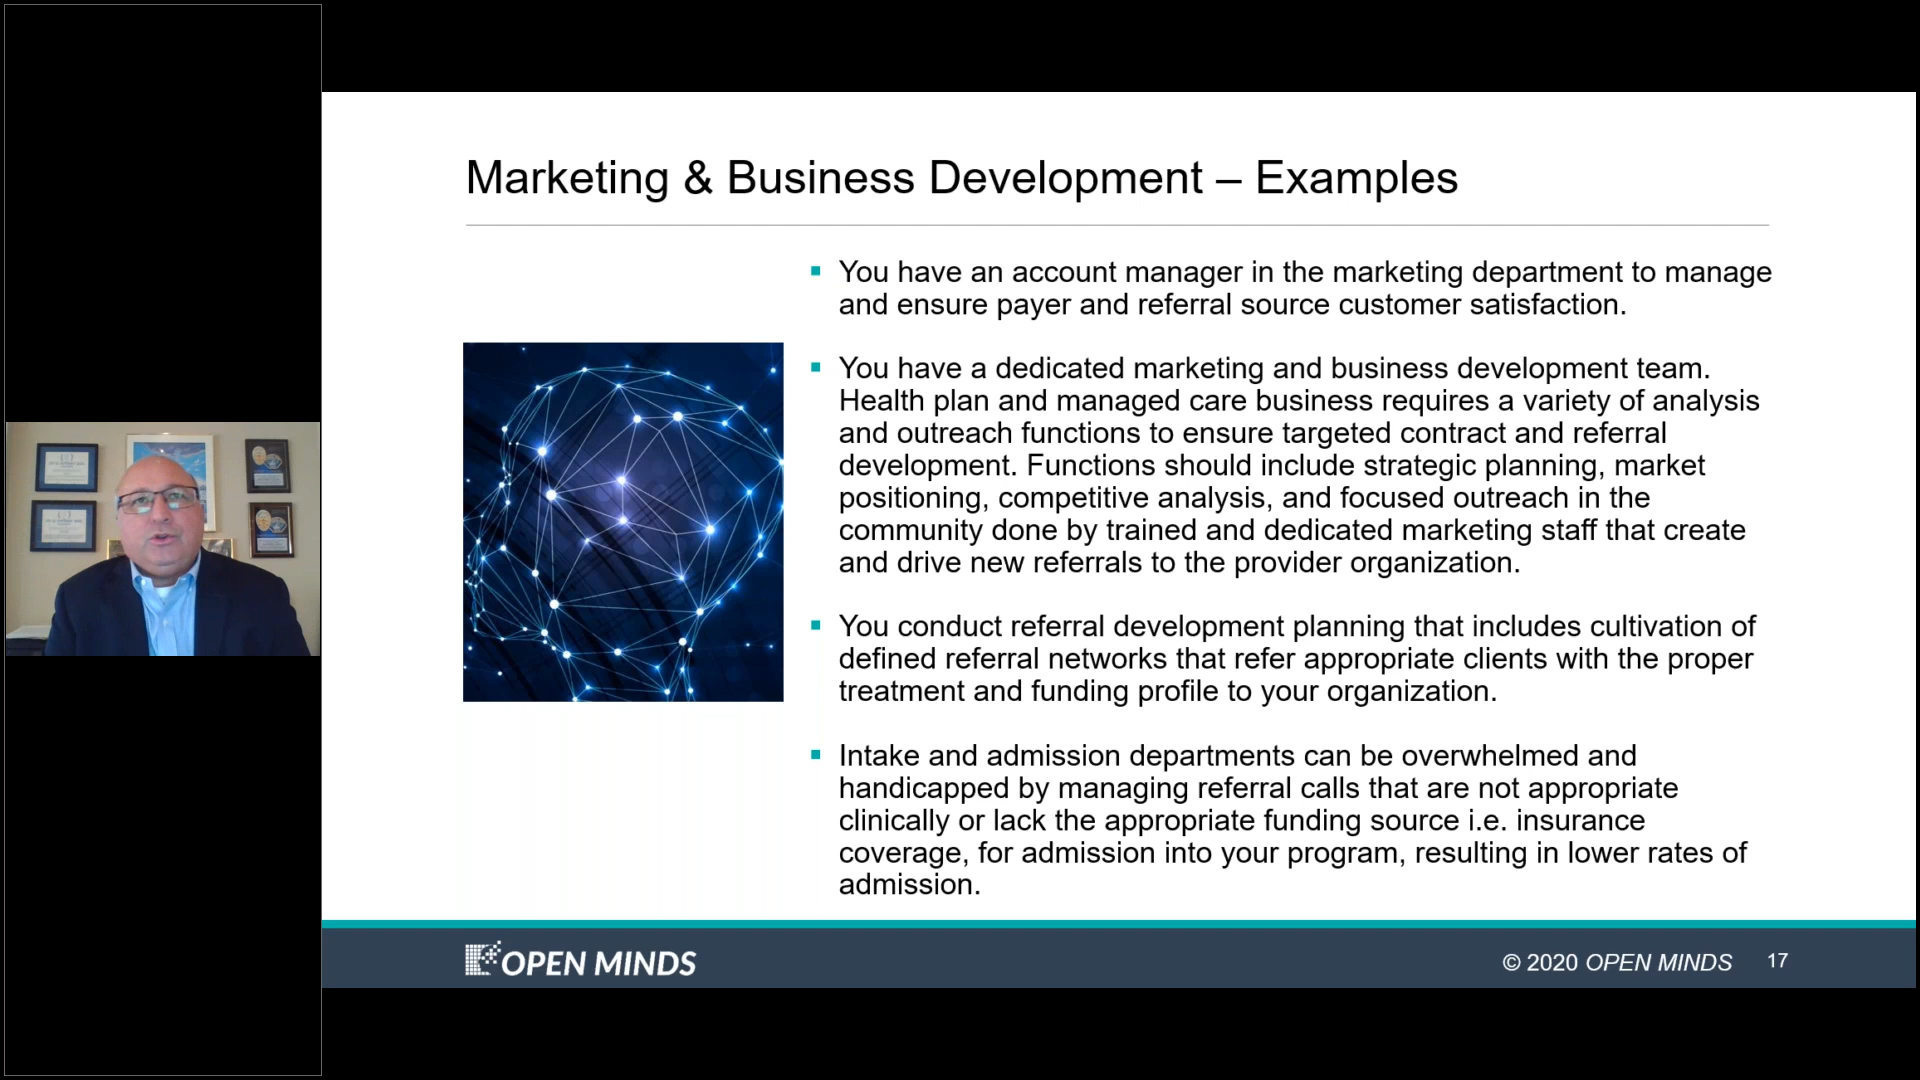 Marketing & Business Development – Examples
You have an account manager in the marketing department to manage
and ensure payer and referral source customer satisfaction.
You have a dedicated marketing and business development team.
Health plan and managed care business requires a variety of analysis
and outreach functions to ensure targeted contract and referral
development. Functions should include strategic planning, market
positioning, competitive analysis, and focused outreach in the
community done by trained and dedicated marketing staff that create
and drive new referrals to the provider organization.
You conduct referral development planning that includes cultivation of
defined referral networks that refer appropriate clients with the proper
treatment and funding profile to your organization.
Intake and admission departments can be overwhelmed and
handicapped by managing referral calls that are not appropriate
clinically or lack the appropriate funding source i.e. insurance
coverage, for admission into your program, resulting in lower rates of
admission.
OPEN MINDS
© 2020 OPEN MINDS 17